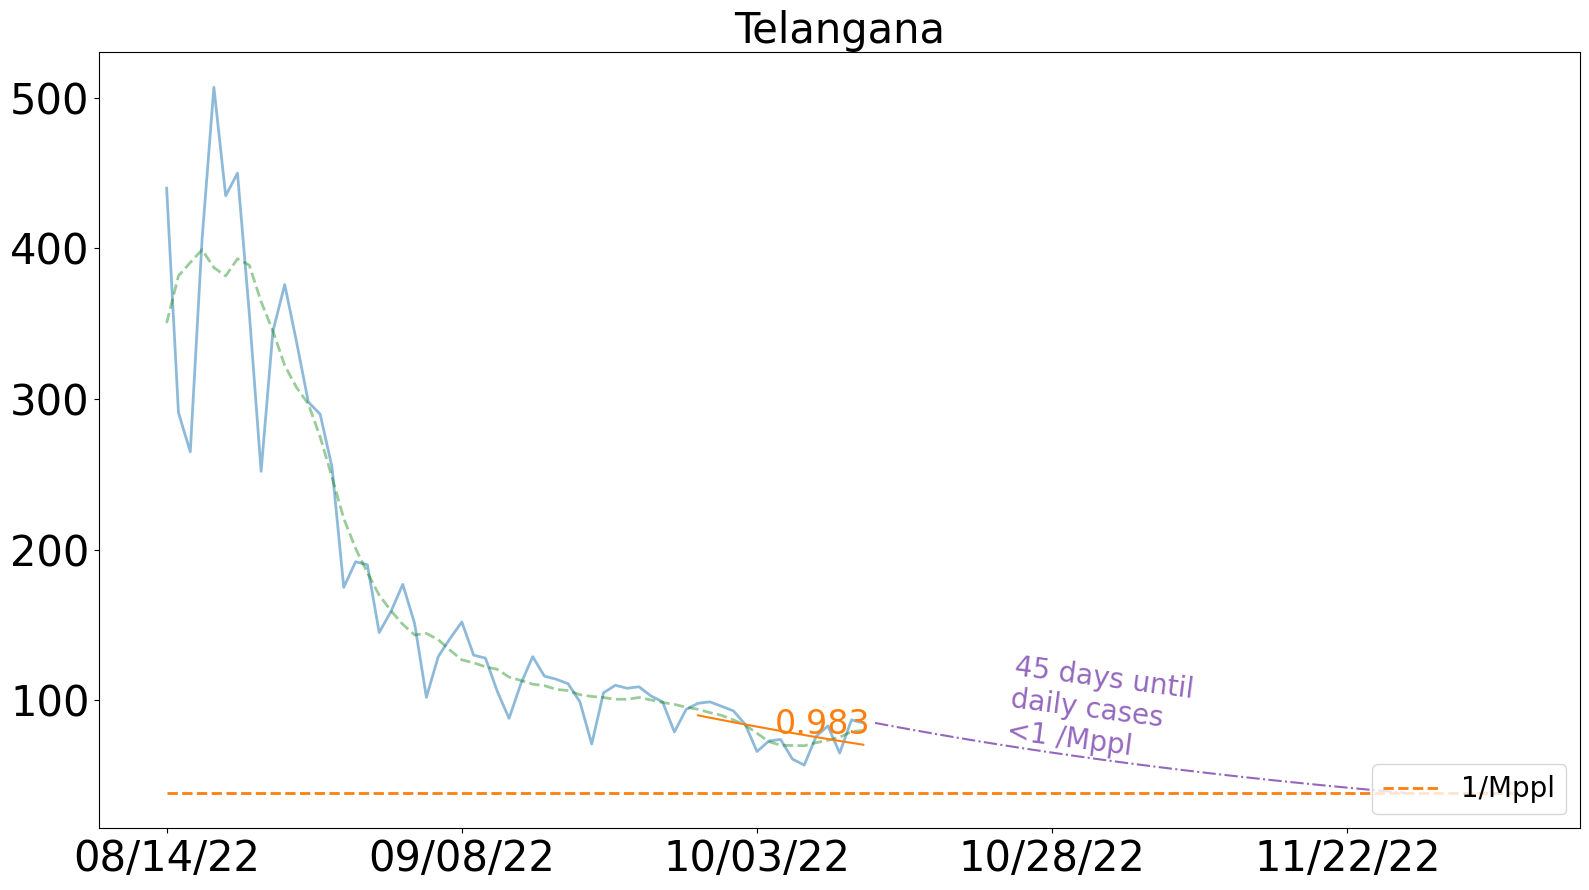 Telangana
500
400
300
200
100
0.983
45 days until
daily cases
<1 /Mppl
1/Mppl
08/14/22
09/08/22
10/03/22
10/28/22
11/22/22